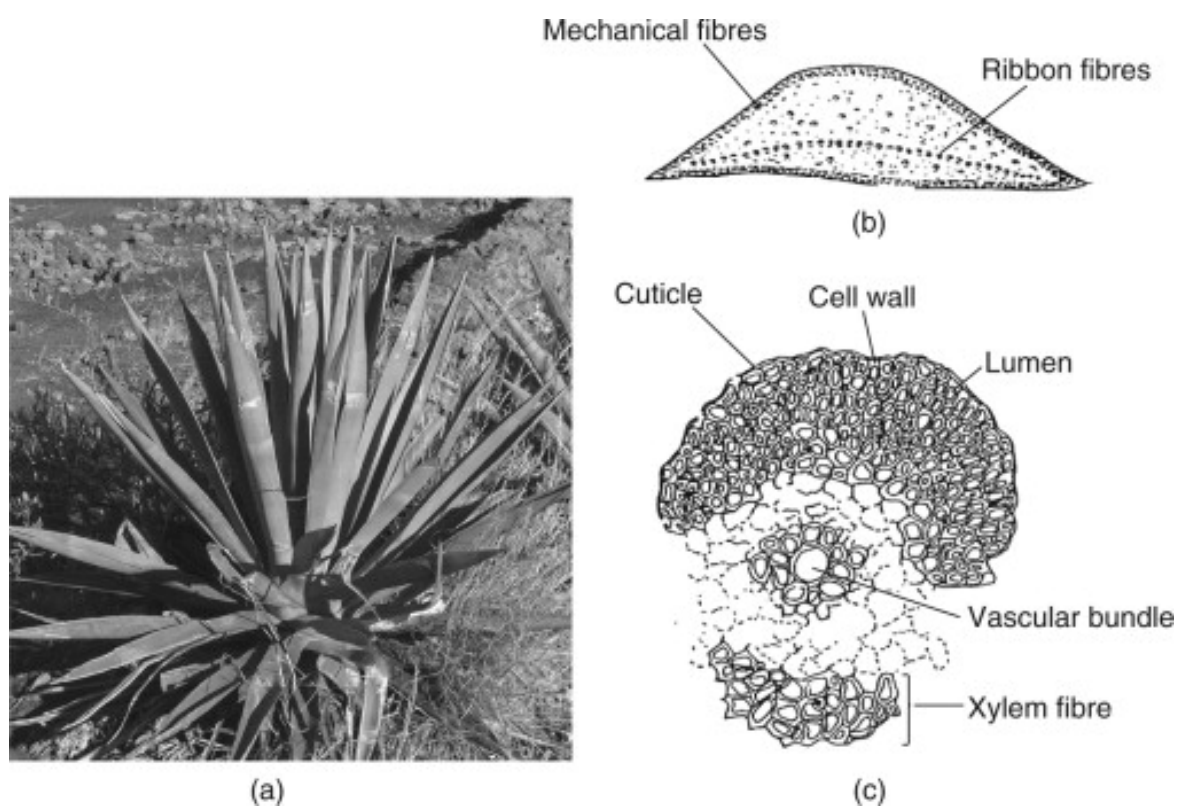 Mechanical fibres
Ribbon fibres
(b)
Cuticle
Cell wall
Lumen
Vascular bundle
Xylem fibre
(a)
(c)